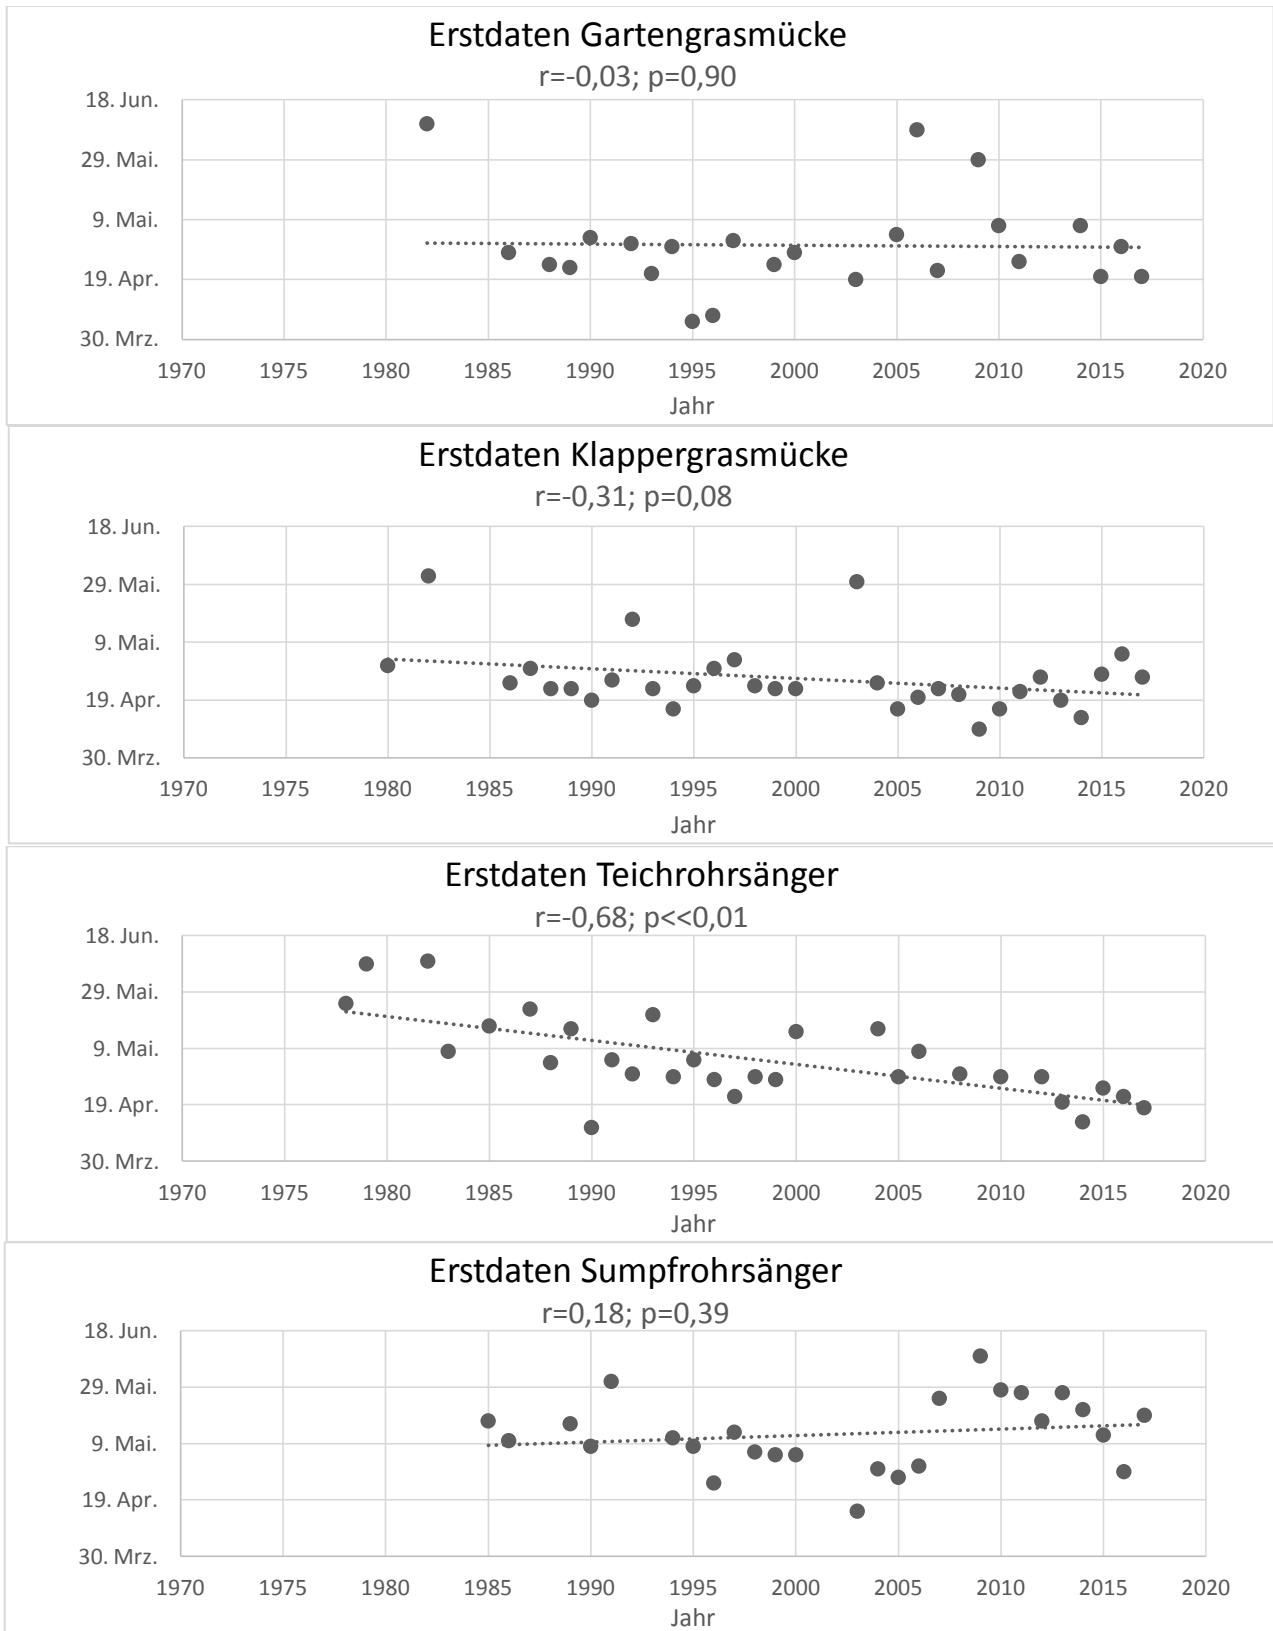 Erstdaten Gartengrasmücke
r=-0,03; p=0,90
18. Jun.
29. Mai.
9. Mai.
19. Apr.
30. Mrz.
1970 1975 1980 1985 1990 1995 2000 2005 2010 2015 2020
Jahr
Erstdaten Klappergrasmücke
r=-0,31; p=0,08
18. Jun.
29. Mai.
9. Mai.
19. Apr.
30. Mrz.
1970 1975 1980 1985 1990 1995 2000 2005 2010 2015 2020
Jahr
Erstdaten Teichrohrsänger
r=-0,68; p<<0,01
18. Jun.
29. Mai.
9. Mai.
19. Apr.
30. Mrz.
1970 1975 1980 1985 1990 1995 2000 2005 2010 2015 2020
Jahr
Erstdaten Sumpfrohrsänger
r=0,18; p=0,39
18. Jun.
29. Mai.
9. Mai.
19. Apr.
30. Mrz.
1970 1975 1980 1985 1990 1995 2000 2005 2010 2015 2020
Jahr